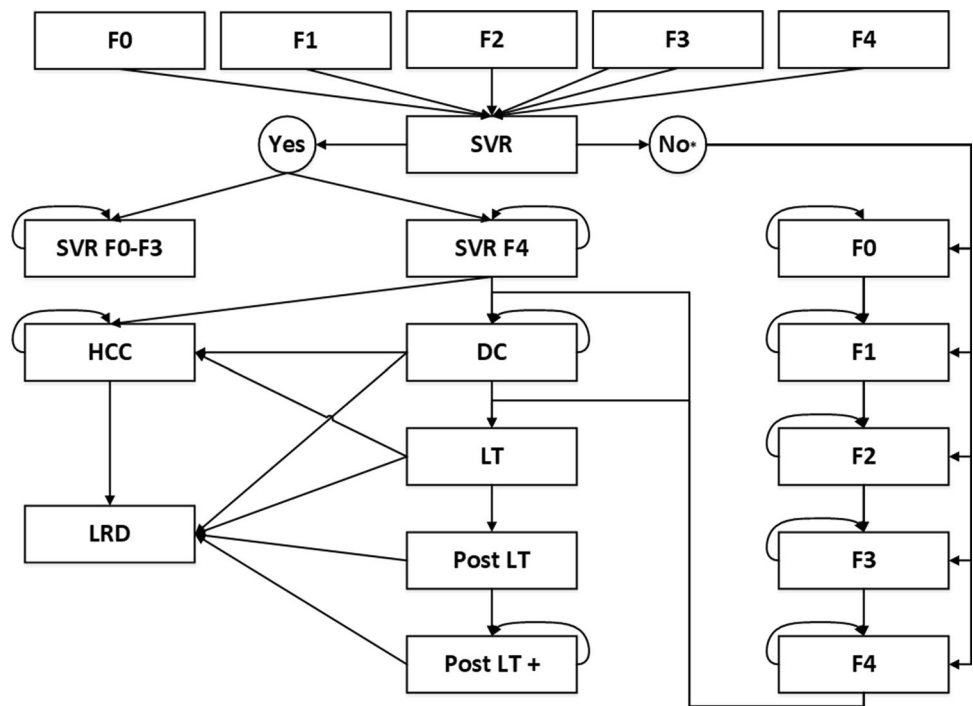 F0
F1
F2
F3
F4
Yes
SVR
No*
SVR F0-F3
SVR F4
F0
HCC
DC
F1
LT
F2
LRD
Post LT
F3
Post LT +
F4